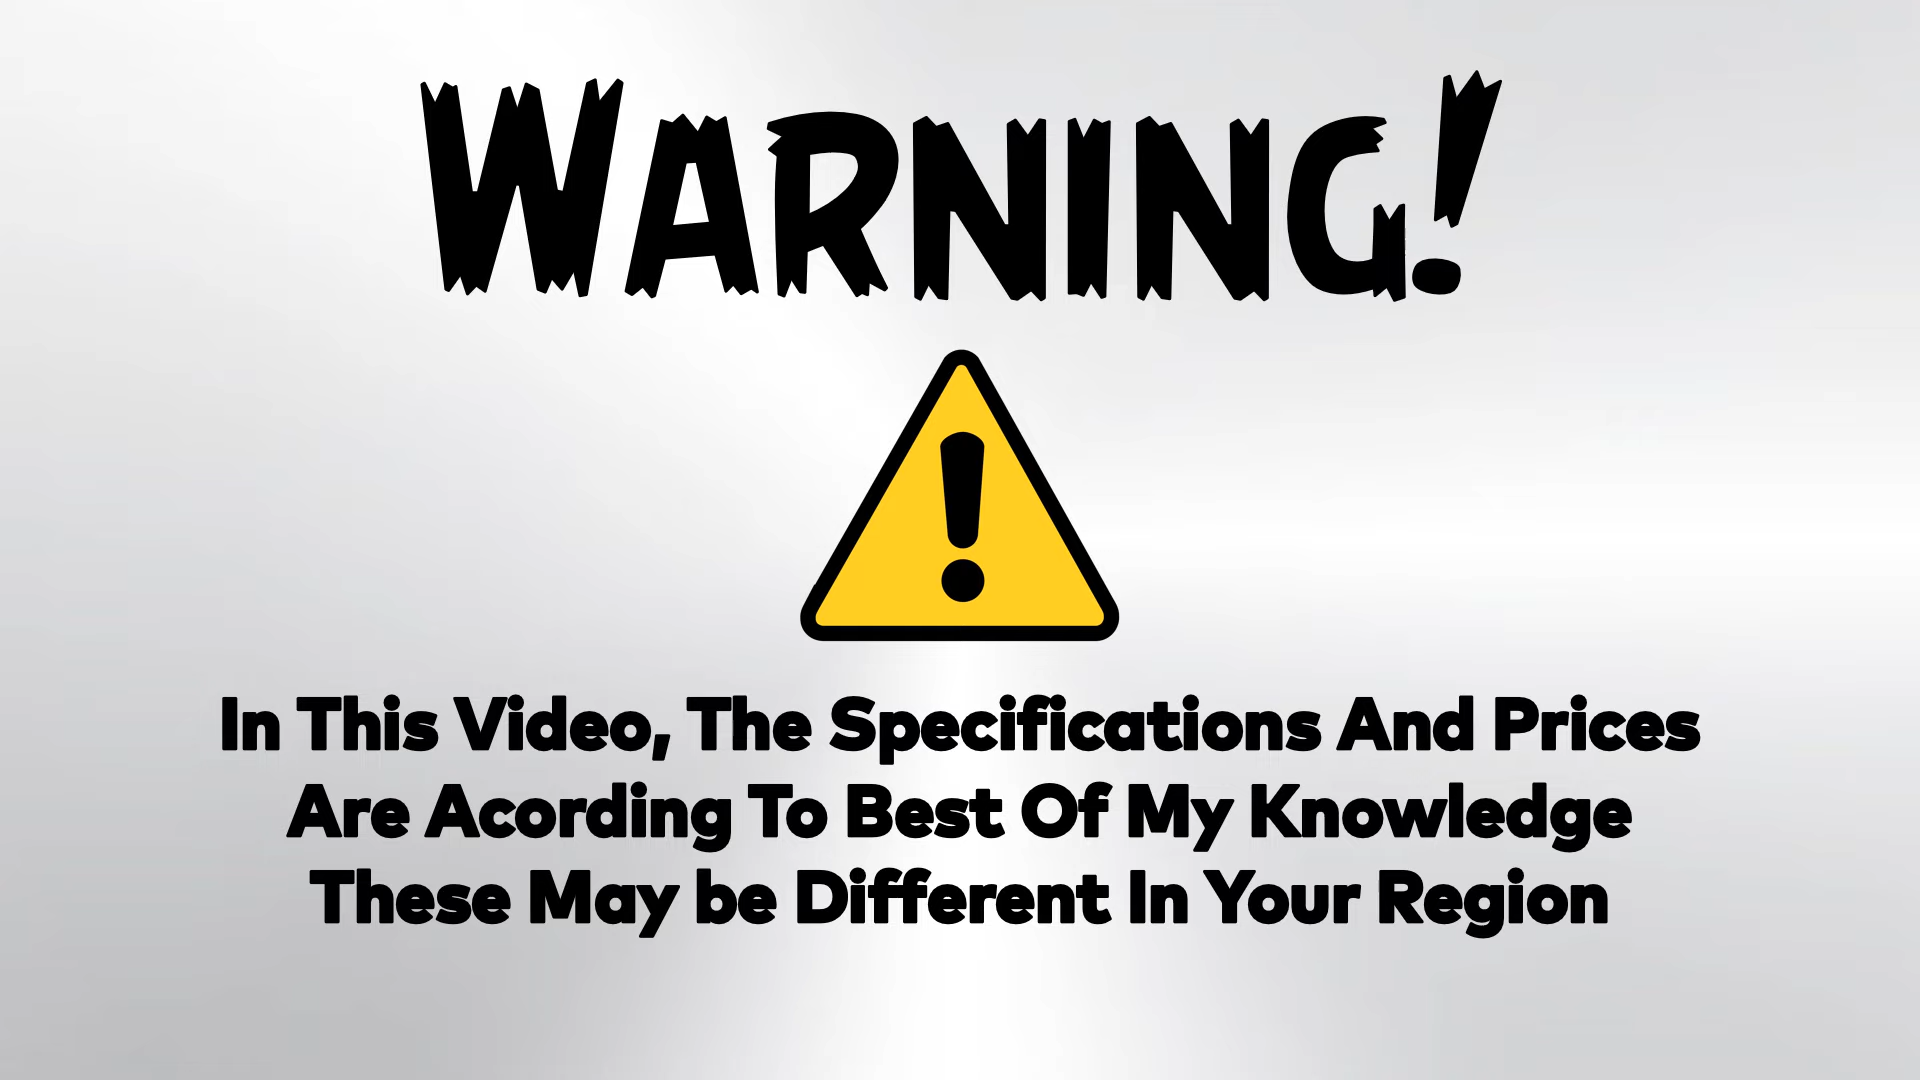 WARNING!
In This Video, The Specifications And Prices
Are Acording To Best Of My Knowledge
These May be Different In Your Region